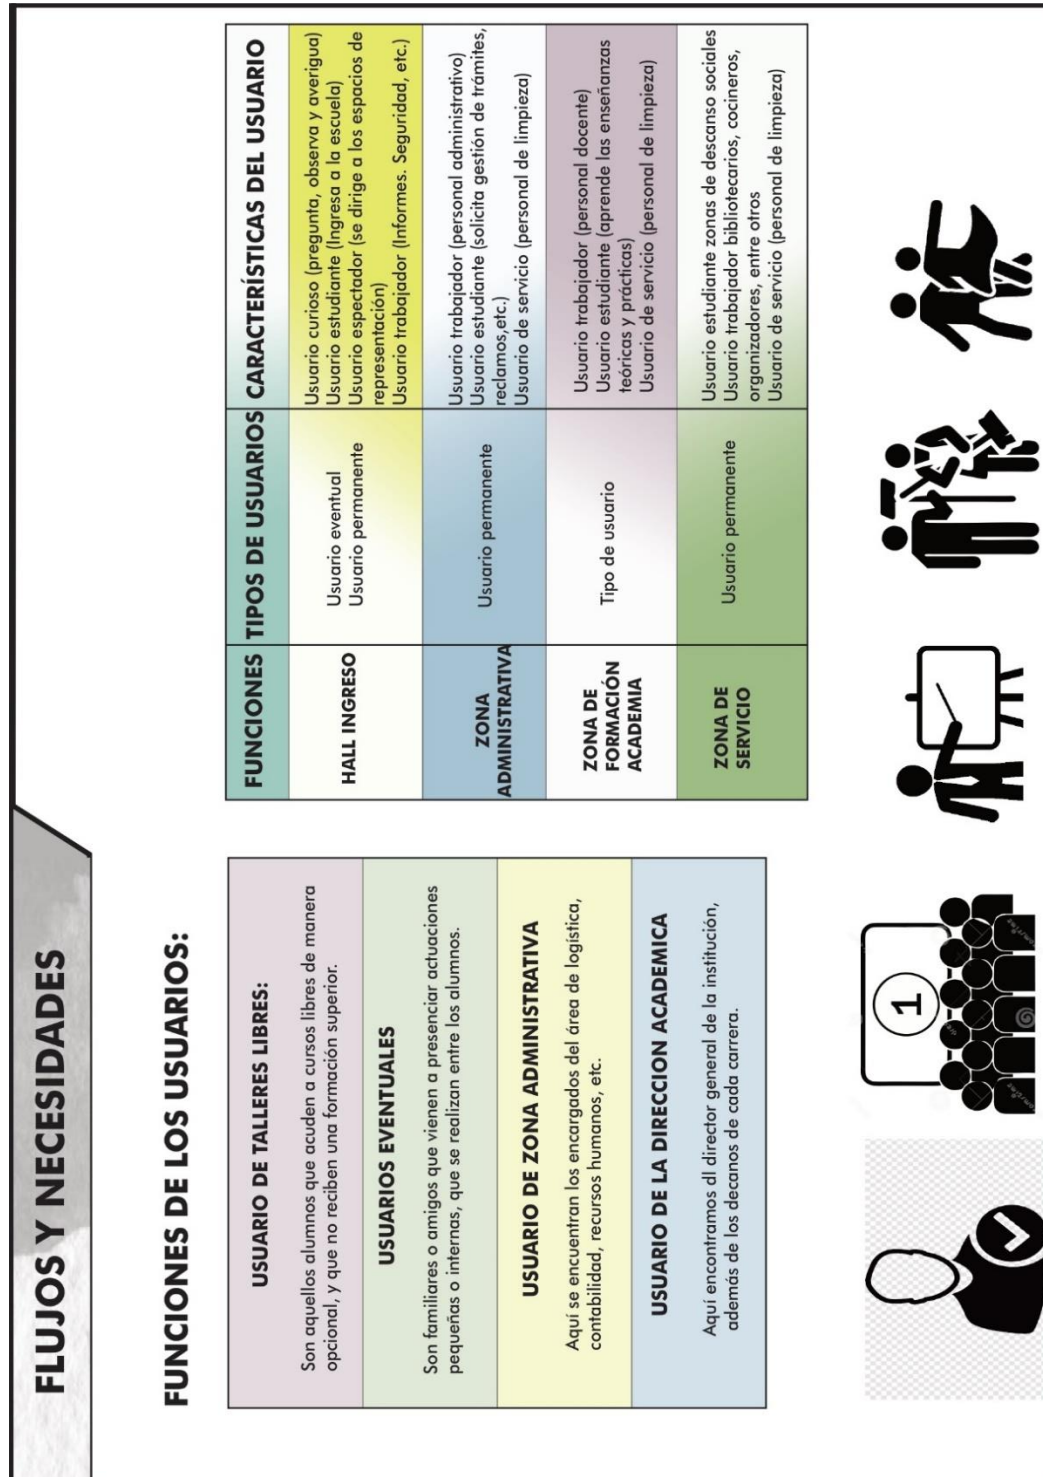 FLUJOS Y NECESIDADES
FUNCIONES DE LOS USUARIOS:
USUARIO DE TALLERES LIBRES:
Son aquellos alumnos que acuden a cursos libres de manera
opcional, y que no reciben una formación superior.
USUARIOS EVENTUALES
Son familiares o amigos que vienen a presenciar actuaciones
pequeñas o internas, que se realizan entre los alumnos.
USUARIO DE ZONA ADMINISTRATIVA
Aquí se encuentran los encargados del área de logística,
contabilidad, recursos humanos, etc.
USUARIO DE LA DIRECCION ACADEMICA
Aquí encontramos dl director general de la institución,
además de los decanos de cada carrera.
FUNCIONES TIPOS DE USUARIOS CARACTERÍSTICAS DEL USUARIO
HALL INGRESO
Usuario eventual
Usuario permanente
Usuario curioso (pregunta, observa y averigua)
Usuario estudiante (Ingresa a la escuela)
Usuario espectador (se dirige a los espacios de
representación)
Usuario trabajador (Informes. Seguridad, etc.)
ZONA
ADMINISTRATIVA
Usuario permanente
Usuario trabajador (personal administrativo)
Usuario estudiante (solicita gestión de trámites,
reclamos,etc.)
Usuario de servicio (personal de limpieza)
ZONA DE
FORMACIÓN
ACADEMIA
Tipo de usuario
Usuario trabajador (personal docente)
Usuario estudiante (aprende las enseñanzas
teóricas y prácticas)
Usuario de servicio (personal de limpieza)
ZONA DE
SERVICIO
Usuario permanente
Usuario estudiante zonas de descanso sociales
Usuario trabajador bibliotecarios, cocineros,
organizadores, entre otros
Usuario de servicio (personal de limpieza)
1